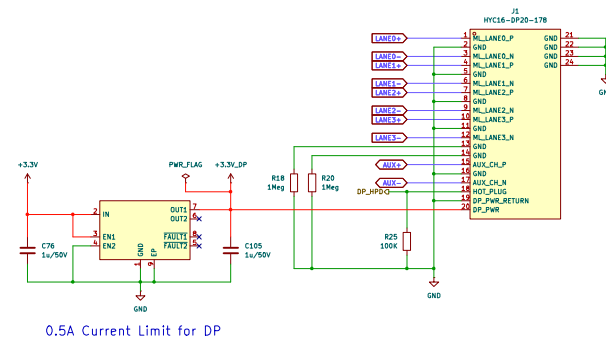 J1
HYC16-DP20-178
LANE0+ 1 ML_LANE0_P GND 21
2 GND GND 22
LANE0- 3 ML_LANE0_N GND 23
LANE1+ 4 ML_LANE1_P GND 24
5 GND
LANE1- 6 ML_LANE1_N
LANE2+ 7 ML_LANE2_P
8 GND
LANE2- 9 ML_LANE2_N
LANE3+ 10 ML_LANE3_P
11 GND
LANE3- 12 ML_LANE3_N
13 GND
14 GND
AUX+ 15 AUX_CH_P
16 GND
AUX- 17 AUX_CH_N
DP_HPD 18 HOT_PLUG
19 DP_PWR_RETURN
20 DP_PWR
+3.3V PWR_FLAG +3.3V_DP
R18
1Meg
R20
1Meg
R25
100K
2 IN OUT1 7
OUT2 6
3 EN1 FAULT1 8
4 EN2 FAULT2 5
GND EP
1 9
C76
1u/50V
C105
1u/50V
GND
GND
0.5A Current Limit for DP